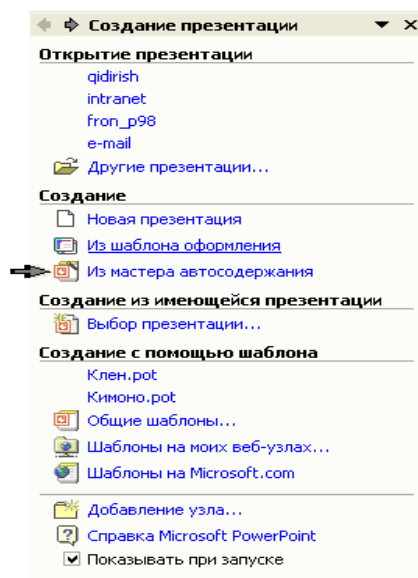 Создание презентации
Открытие презентации
qidirish
intranet
fron_p98
e-mail
Другие презентации...
Создание
Новая презентация
Из шаблона оформления
Из мастера автосодержания
Создание из имеющейся презентации
Выбор презентации...
Создание с помощью шаблона
Клен.pot
Кимоно.pot
Общие шаблоны...
Шаблоны на моих веб-узлах...
Шаблоны на Microsoft.com
Добавление узла...
Справка Microsoft PowerPoint
Показывать при запуске